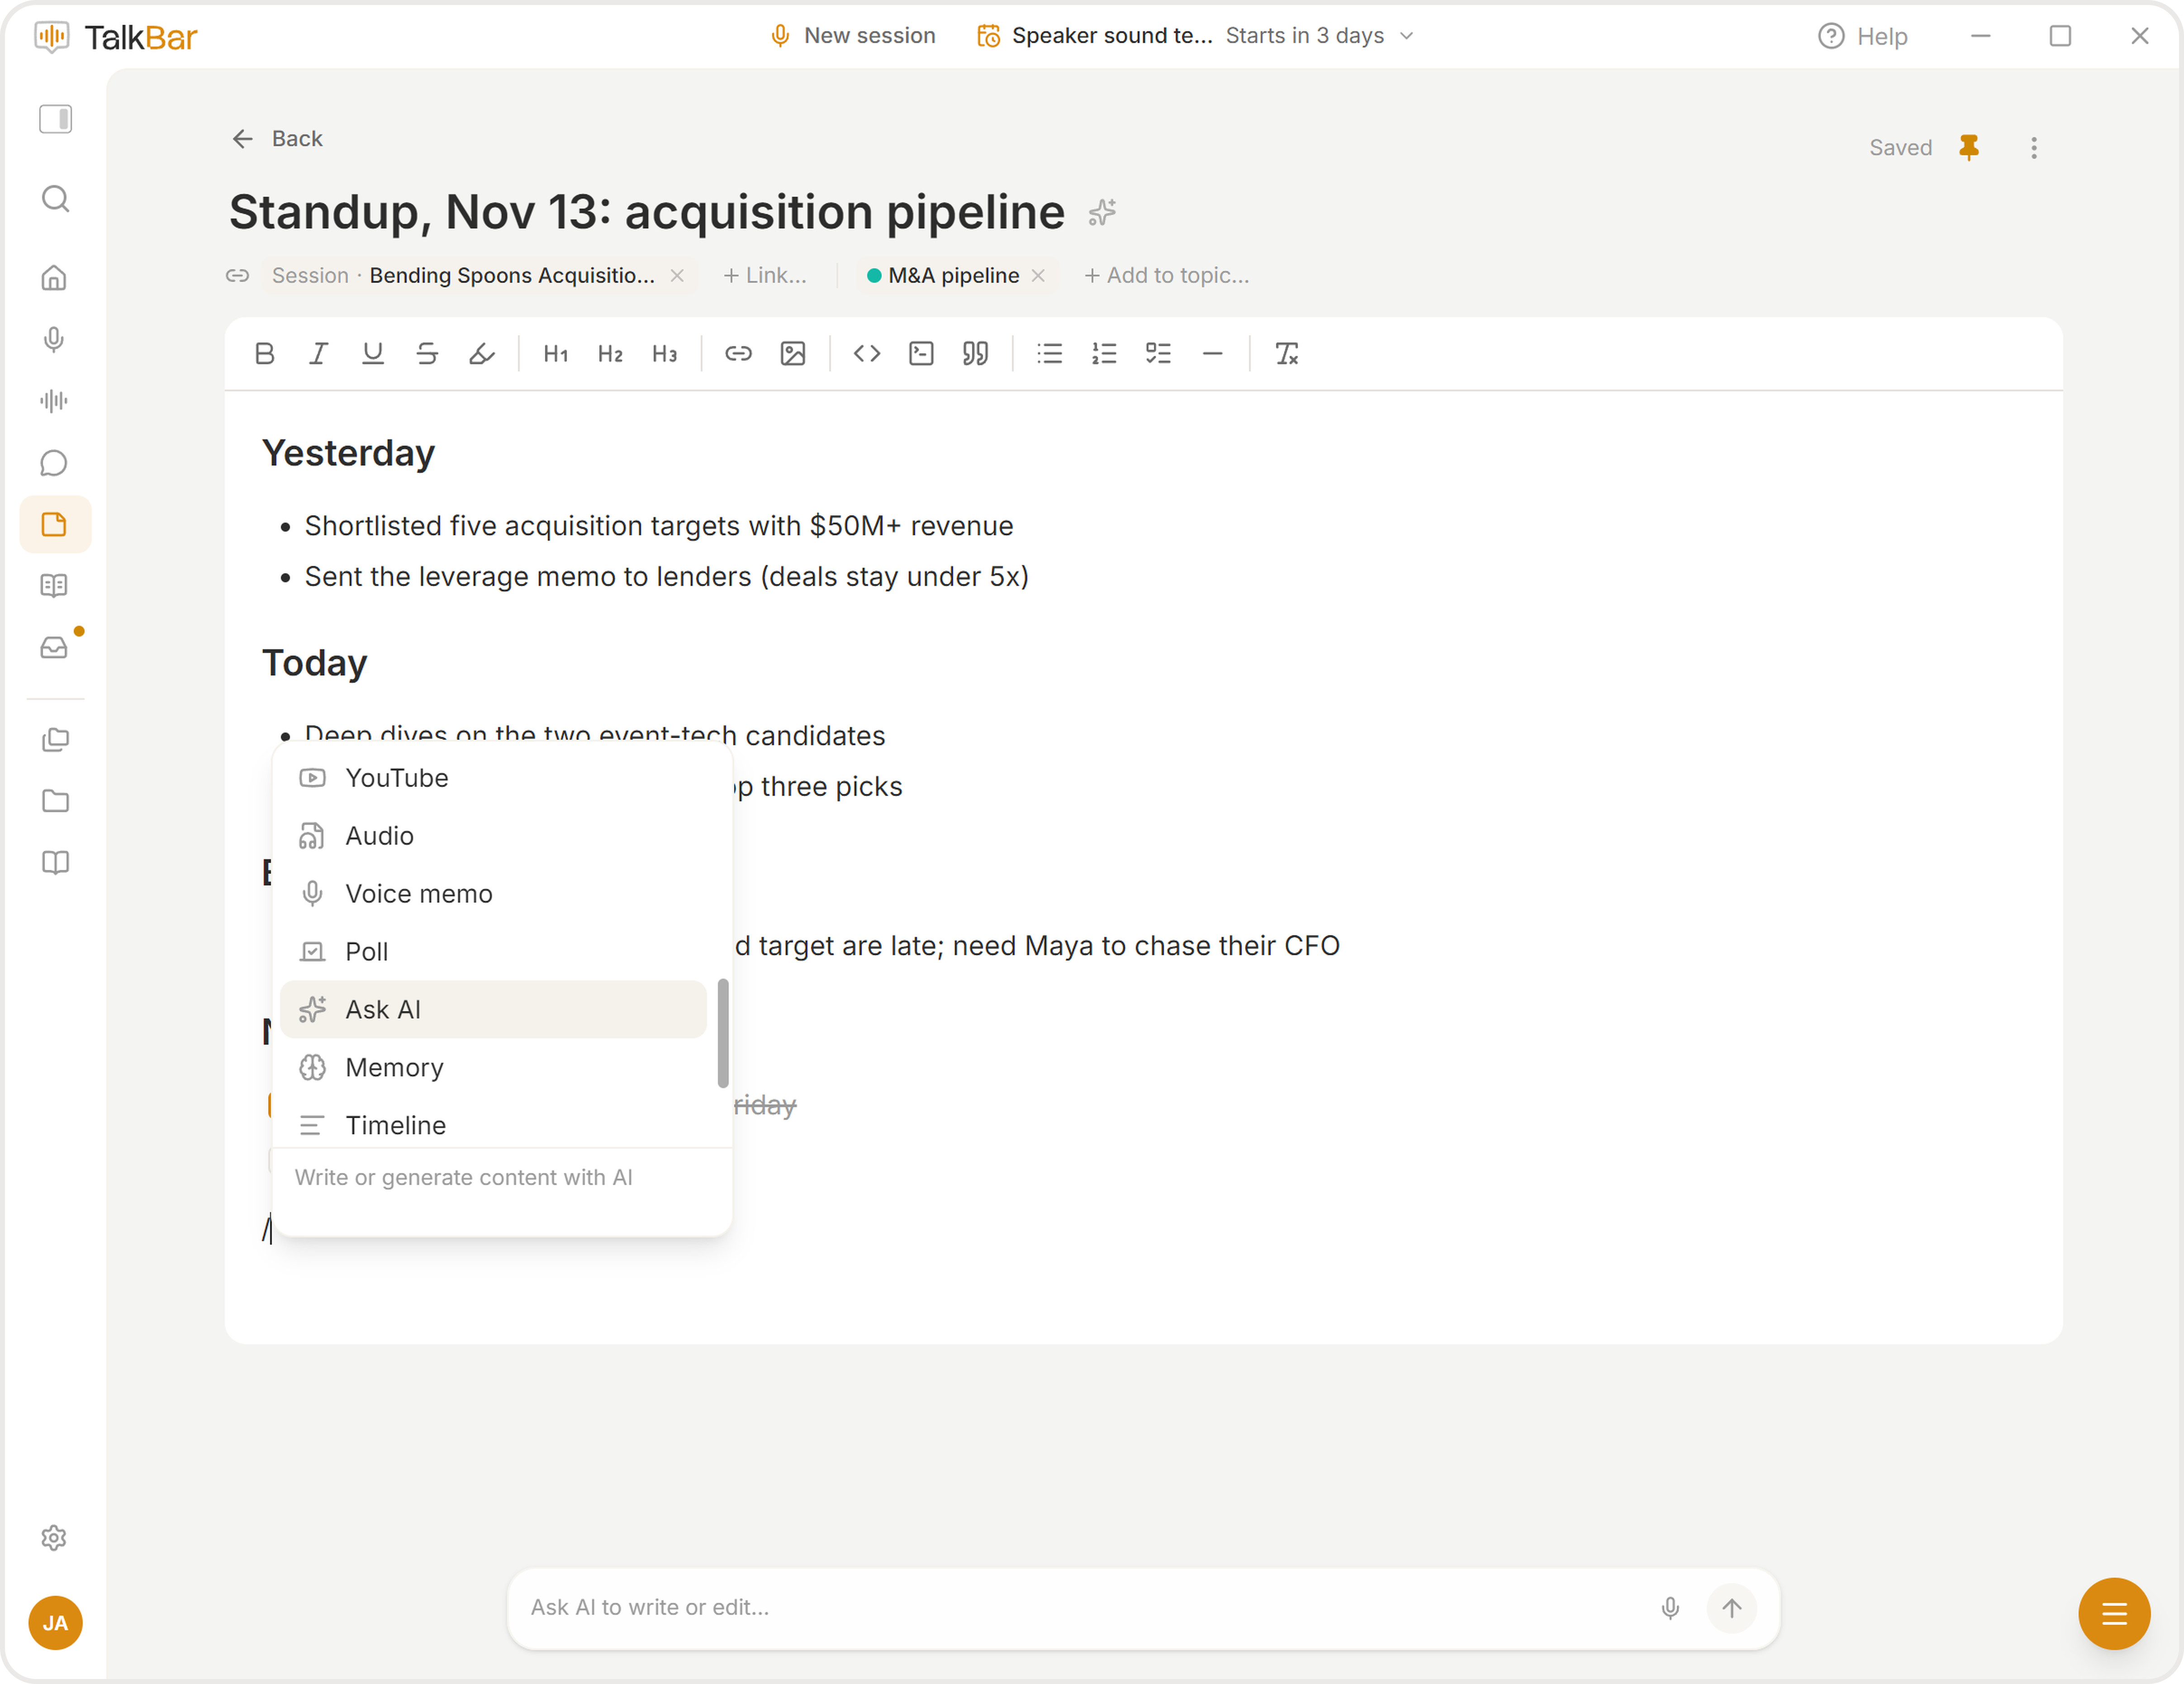 TalkBar
New session
Speaker sound te... Starts in 3 days
Help
Back
Saved
Standup, Nov 13: acquisition pipeline
Session · Bending Spoons Acquisitio...
+ Link...
M&A pipeline
+ Add to topic...
B I U S H1 H2 H3
Yesterday
• Shortlisted five acquisition targets with $50M+ revenue
• Sent the leverage memo to lenders (deals stay under 5x)
Today
• Deep dives on the two event-tech candidates
three picks
YouTube
Audio
Voice memo
Poll
target are late; need Maya to chase their CFO
Ask AI
Memory
Timeline
Write or generate content with AI
/
Ask AI to write or edit...
JA